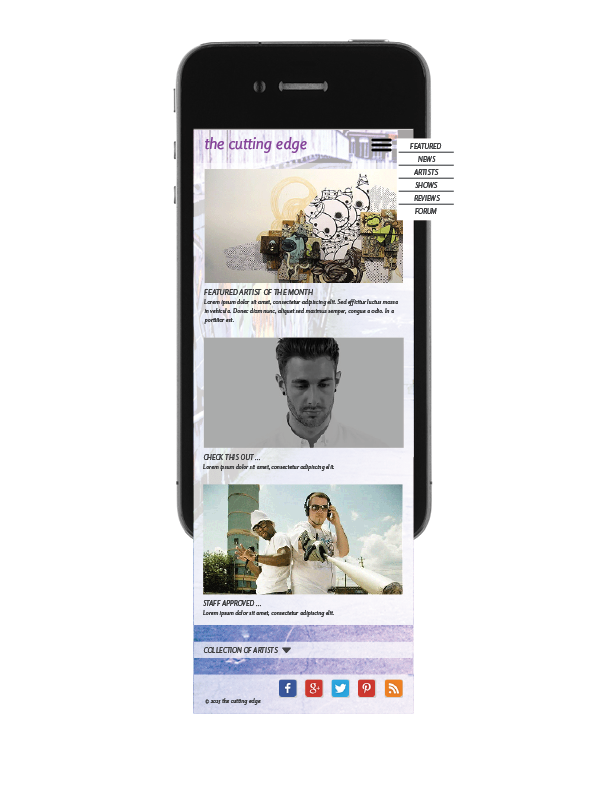 the cutting edge
FEATURED
NEWS
ARTISTS
SHOWS
REVIEWS
FORUM
FEATURED ARTIST OF THE MONTH
Lorem ipsum dolor sit amet, consectetur adipiscing elit. Sed efficitur luctus massa
in vehicula. Donec diam nunc, aliquet sed maximus semper, congue a odio. In a
porttitor est.
CHECK THIS OUT ...
Lorem ipsum dolor sit amet, consectetur adipiscing elit.
STAFF APPROVED ...
Lorem ipsum dolor sit amet, consectetur adipiscing elit.
COLLECTION OF ARTISTS
© 2015 the cutting edge